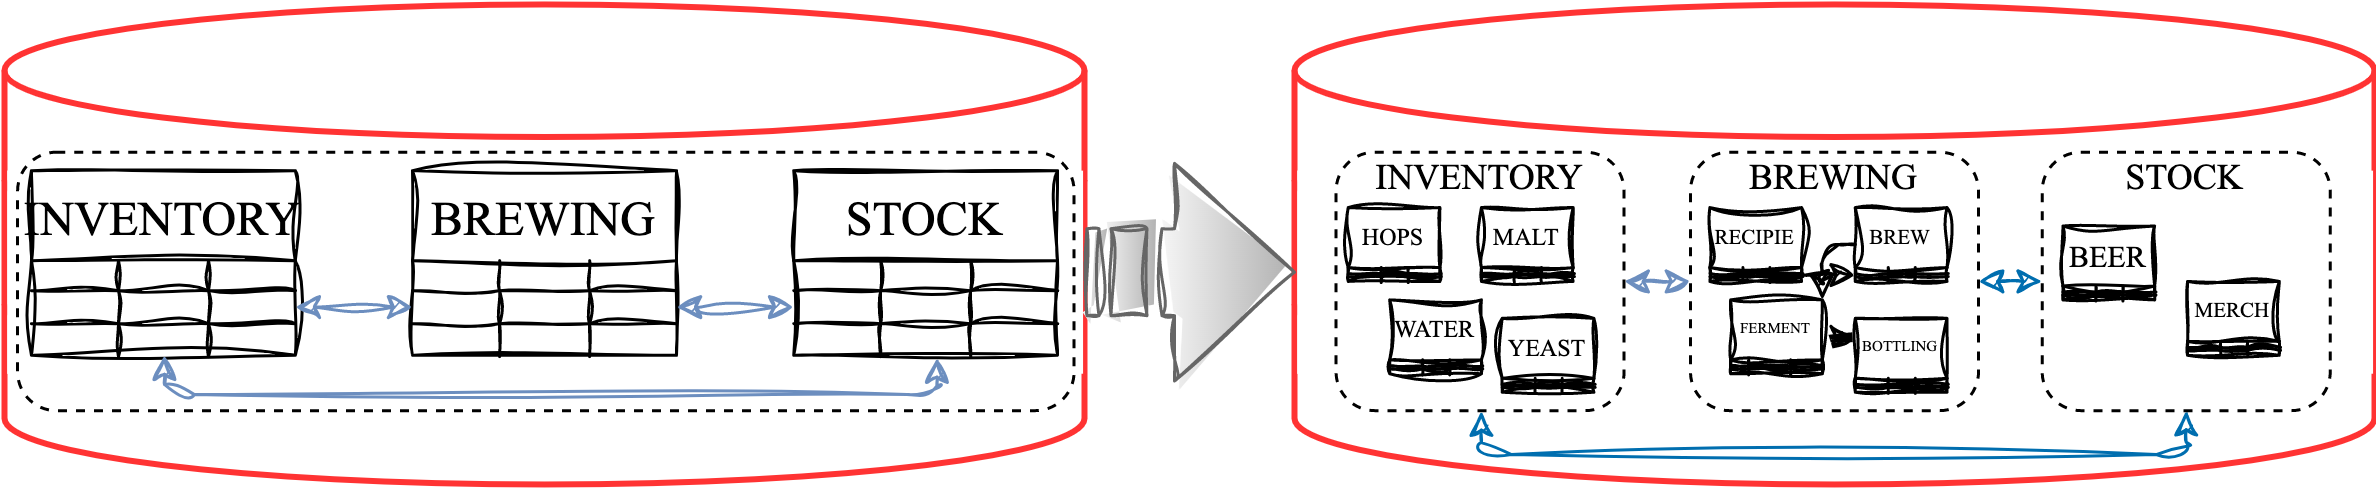 INVENTORY
BREWING
STOCK
INVENTORY
HOPS
MALT
WATER
YEAST
BREWING
RECIPIE
BREW
FERMENT
BOTTLING
STOCK
BEER
MERCH